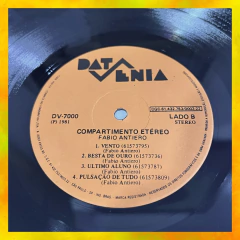 DATA VENIA
DV-7000
(P) 1981
LADO B
STEREO
COMPARTIMENTO ETÉREO
FABIO ANTIERO
1. VENTO (61573795)
(Fabio Antiero)
2. BESTA DE OURO (61573736)
(Fabio Antiero)
3. ULTIMO ALUNO (61573787)
(Fabio Antiero)
4. PULSAÇÃO DE TUDO (61573809)
(Fabio Antiero)